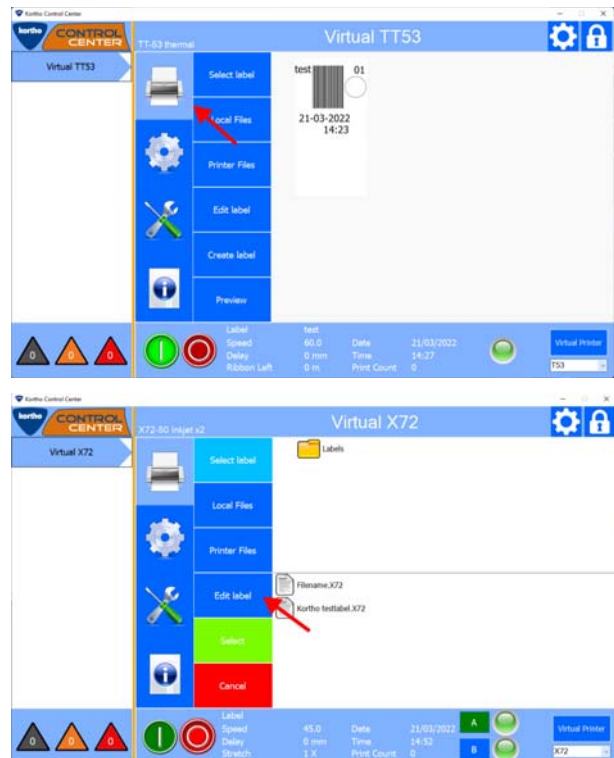 Kortho Control Center
kortho CONTROL CENTER
TT-53 thermal
Virtual TT53
Virtual TT53
Select label
Local Files
Printer Files
Edit label
Create label
Preview
test
01
21-03-2022
14:23
0 0 0
Label test
Speed 60.0 Date 21/03/2022
Delay 0 mm Time 14:27
Ribbon Left 0 m Print Count 0
Virtual Printer
T53
Kortho Control Center
kortho CONTROL CENTER
X72-80 inkjet x2
Virtual X72
Virtual X72
Select label
Local Files
Printer Files
Edit label
Select
Cancel
Labels
Filename.X72
Kortho testlabel.X72
0 0 0
Label
Speed 45.0 Date 21/03/2022
Delay 0 mm Time 14:52
Stretch 1 X Print Count 0
A
B
Virtual Printer
X72